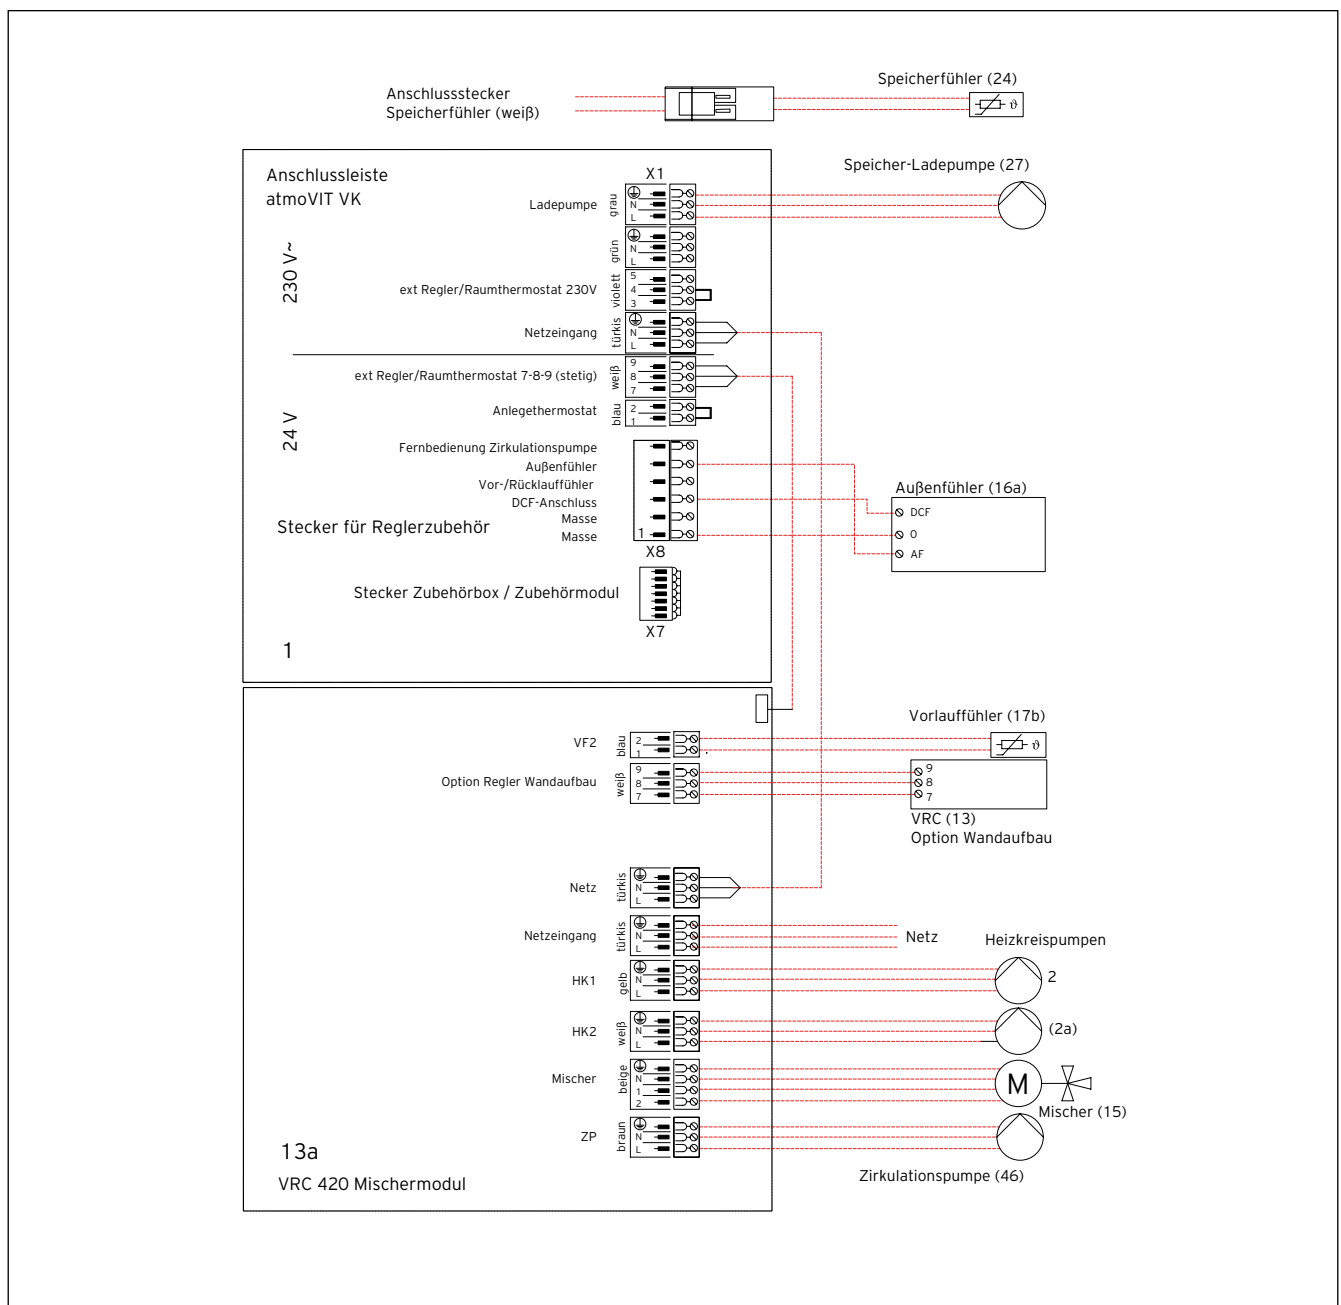 Speicherfühler (24)
Anschlussstecker
Speicherfühler (weiß)
ϑ
Anschlussleiste
atmoVIT VK
X1
Speicher-Ladepumpe (27)
230 V~
Ladepumpe
grau
N
L
grün
N
L
ext Regler/Raumthermostat 230V
violett
5
4
3
Netzeingang
türkis
N
L
24 V
ext Regler/Raumthermostat 7-8-9 (stetig)
weiß
9
8
7
Anlegethermostat
blau
2
1
Fernbedienung Zirkulationspumpe
Außenfühler
Vor-/Rücklauffühler
DCF-Anschluss
Masse
Masse
1
Stecker für Reglerzubehör
X8
Außenfühler (16a)
DCF
O
AF
Stecker Zubehörbox / Zubehörmodul
X7
1
Vorlauffühler (17b)
ϑ
VF2
blau
2
1
Option Regler Wandaufbau
weiß
9
8
7
9
8
7
VRC (13)
Option Wandaufbau
Netz
türkis
N
L
Netzeingang
türkis
N
L
Netz
Heizkreispumpen
HK1
gelb
N
L
2
HK2
weiß
N
L
(2a)
Mischer
beige
N
1
2
M
Mischer (15)
ZP
braun
N
L
Zirkulationspumpe (46)
13a
VRC 420 Mischermodul